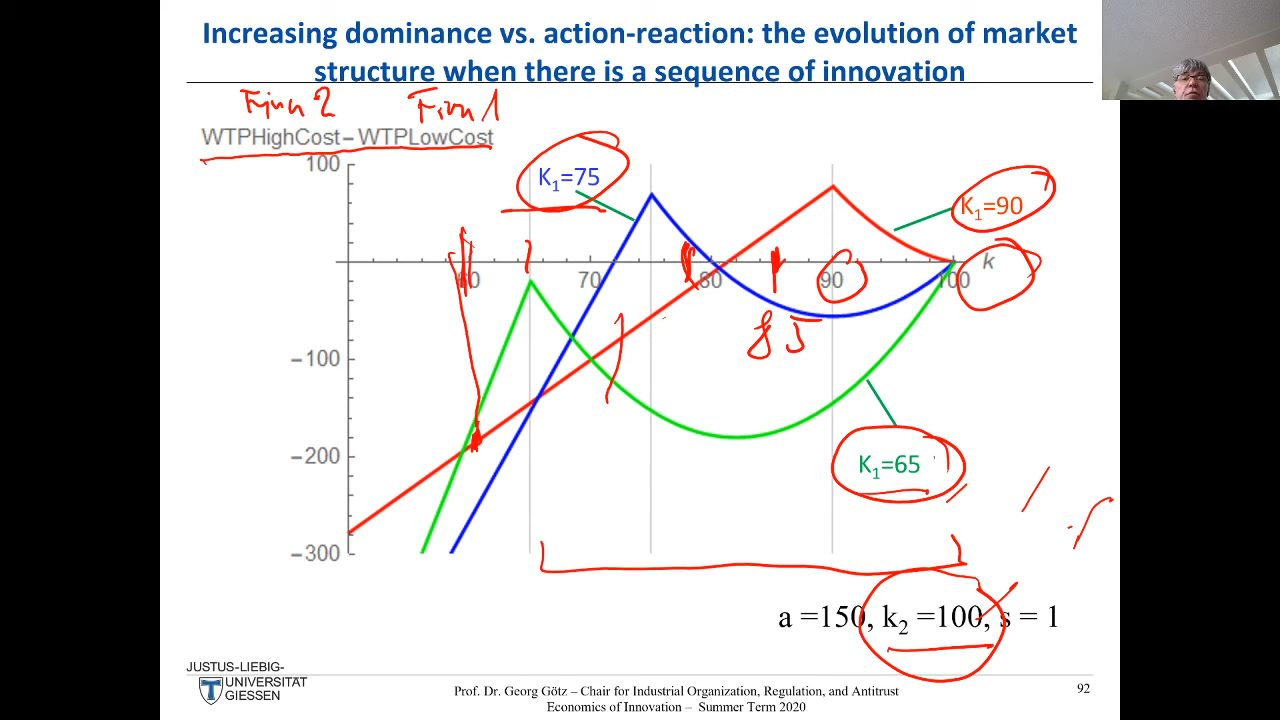 Increasing dominance vs. action-reaction: the evolution of market
structure when there is a sequence of innovation
Firm 2 Firm 1
WTPHighCost – WTPLowCost
100
K1=75
K1=90
k
60 70 80 90 100
85
−100
K1=65
−200
−300
a =150, k2 =100, s = 1
JUSTUS-LIEBIG-
UNIVERSITAT
GIESSEN
Prof. Dr. Georg Götz – Chair for Industrial Organization, Regulation, and Antitrust
Economics of Innovation – Summer Term 2020
92